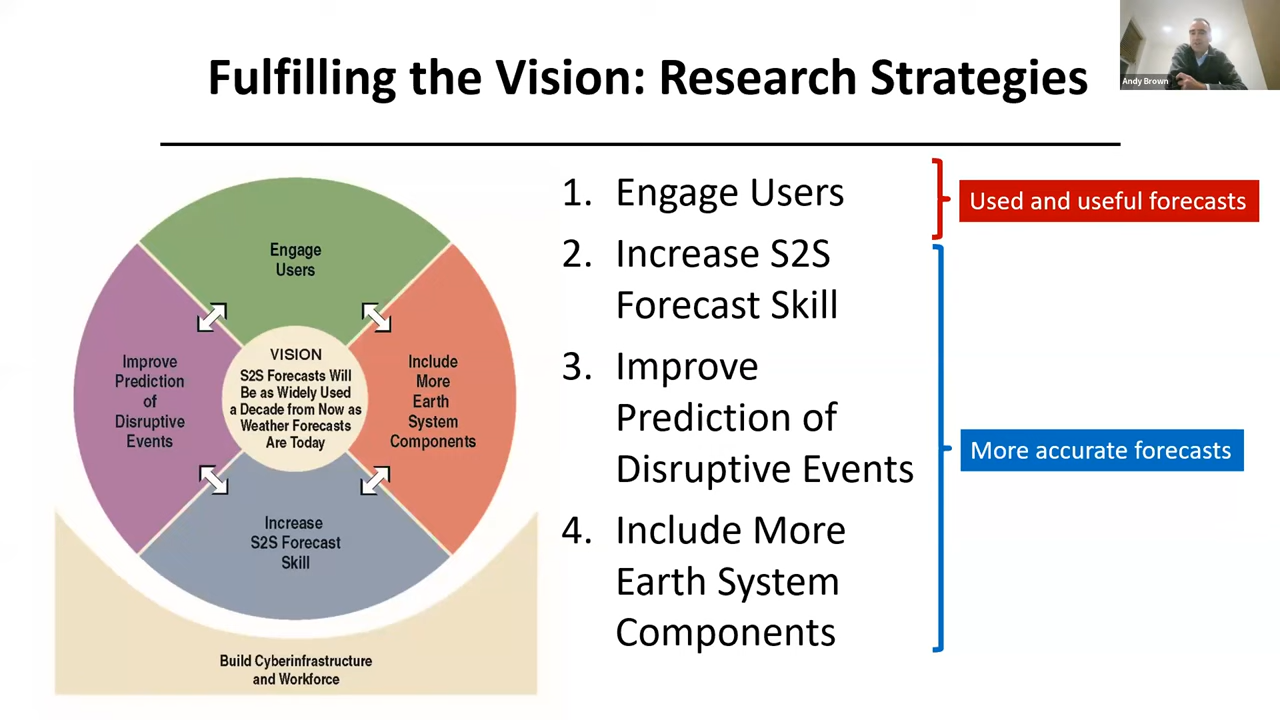 Fulfilling the Vision: Research Strategies
Andy Brown
Engage
Users
Improve
Prediction
of
Disruptive
Events
VISION
S2S Forecasts Will
Be as Widely Used
a Decade from Now as
Weather Forecasts
Are Today
Include
More
Earth
System
Components
Increase
S2S Forecast
Skill
Build Cyberinfrastructure
and Workforce
1. Engage Users
2. Increase S2S
Forecast Skill
3. Improve
Prediction of
Disruptive Events
4. Include More
Earth System
Components
Used and useful forecasts
More accurate forecasts